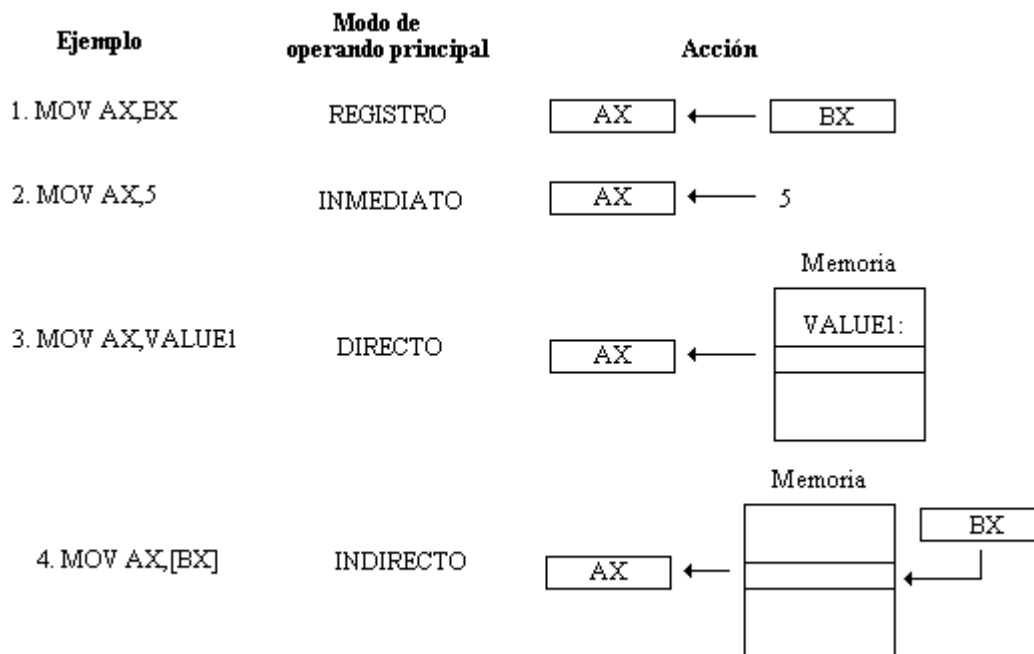 Ejemplo
Modo de
operando principal
Acción
1. MOV AX,BX
REGISTRO
AX
BX
2. MOV AX,5
INMEDIATO
AX
5
Memoria
3. MOV AX,VALUE1
DIRECTO
AX
VALUE1:
Memoria
4. MOV AX,[BX]
INDIRECTO
AX
BX